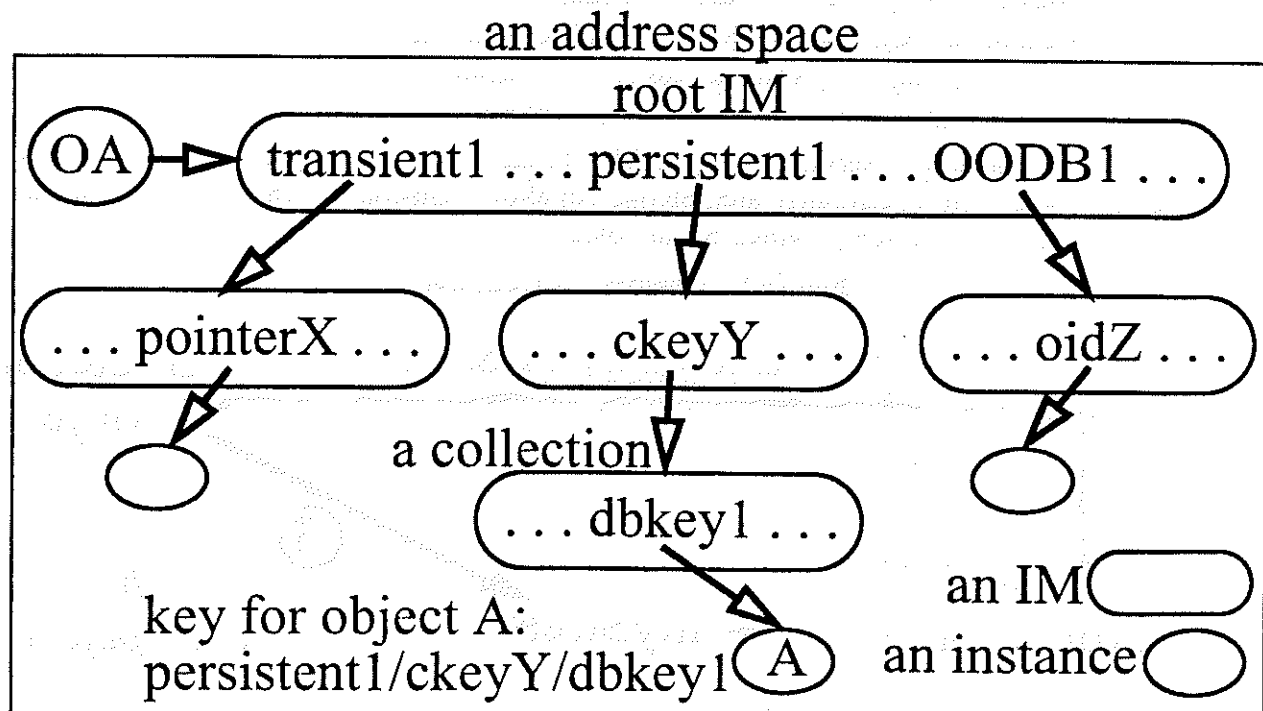 an address space
root IM
OA transient1 . . . persistent1 . . . OODB1 . . .
. . . pointerX . . . . . . ckeyY . . . . . . oidZ . . .
a collection
. . . dbkey1 . . .
an IM
key for object A:
persistent1/ckeyY/dbkey1 A an instance